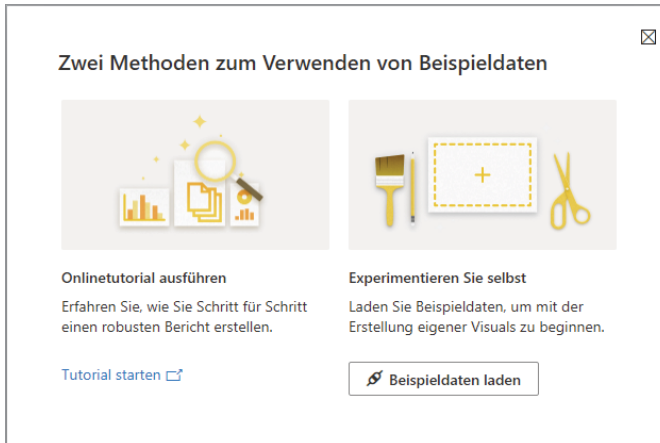 Zwei Methoden zum Verwenden von Beispieldaten
Onlinetutorial ausführen
Erfahren Sie, wie Sie Schritt für Schritt
einen robusten Bericht erstellen.
Tutorial starten
Experimentieren Sie selbst
Laden Sie Beispieldaten, um mit der
Erstellung eigener Visuals zu beginnen.
Beispieldaten laden